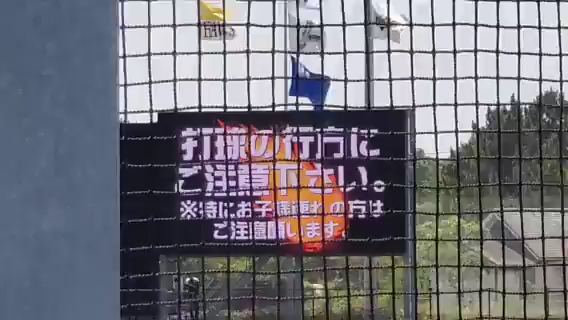 打球の行方に
ご注意下さい。
※特にお子様連れの方は
ご注意願います。